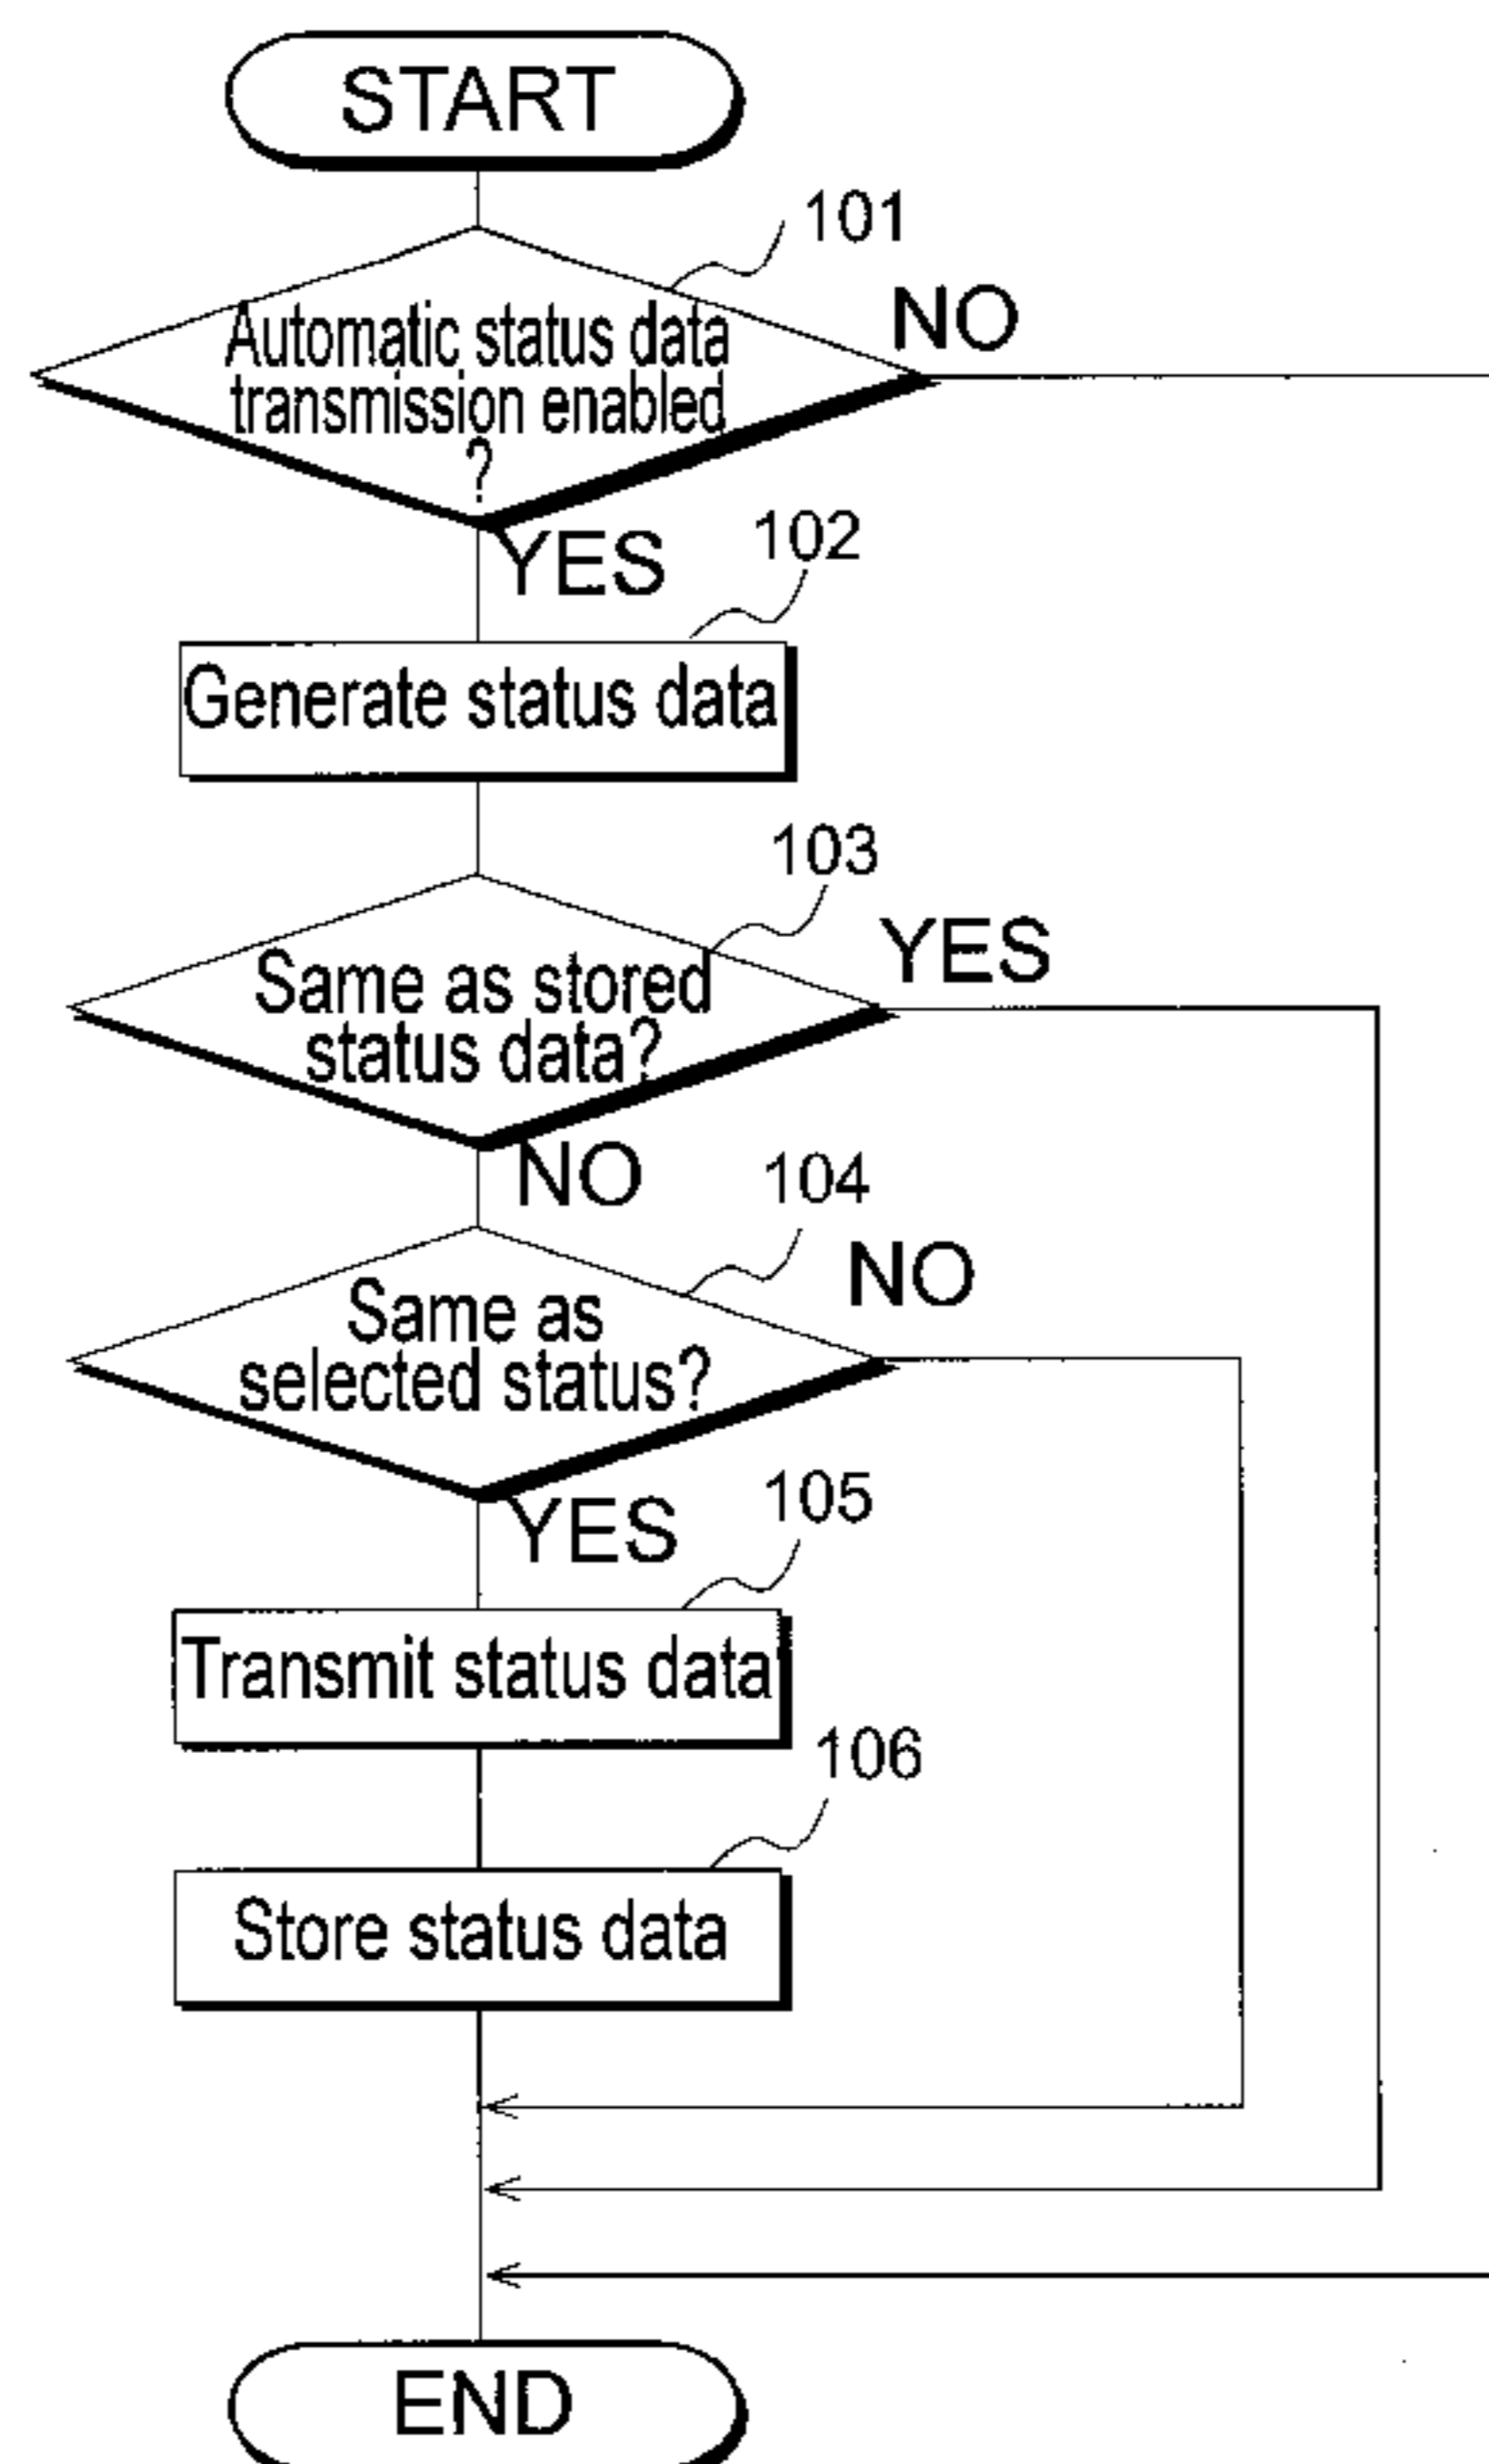 START
101
NO
Automatic status data
transmission enabled
?
YES
102
Generate status data
103
YES
Same as stored
status data?
NO
104
NO
Same as
selected status?
YES
105
Transmit status data
106
Store status data
END